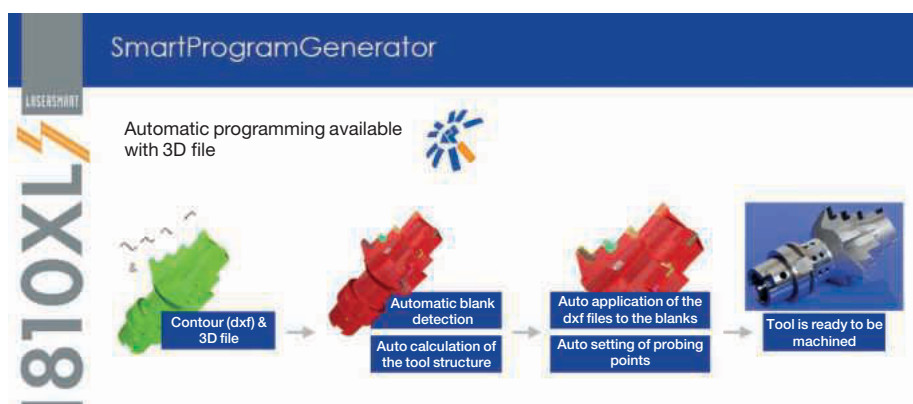 SmartProgramGenerator
LASERSMART
810XL
Automatic programming available
with 3D file
&
Contour (dxf) &
3D file
Automatic blank
detection
Auto calculation of
the tool structure
Auto application of the
dxf files to the blanks
Auto setting of probing
points
Tool is ready to be
machined